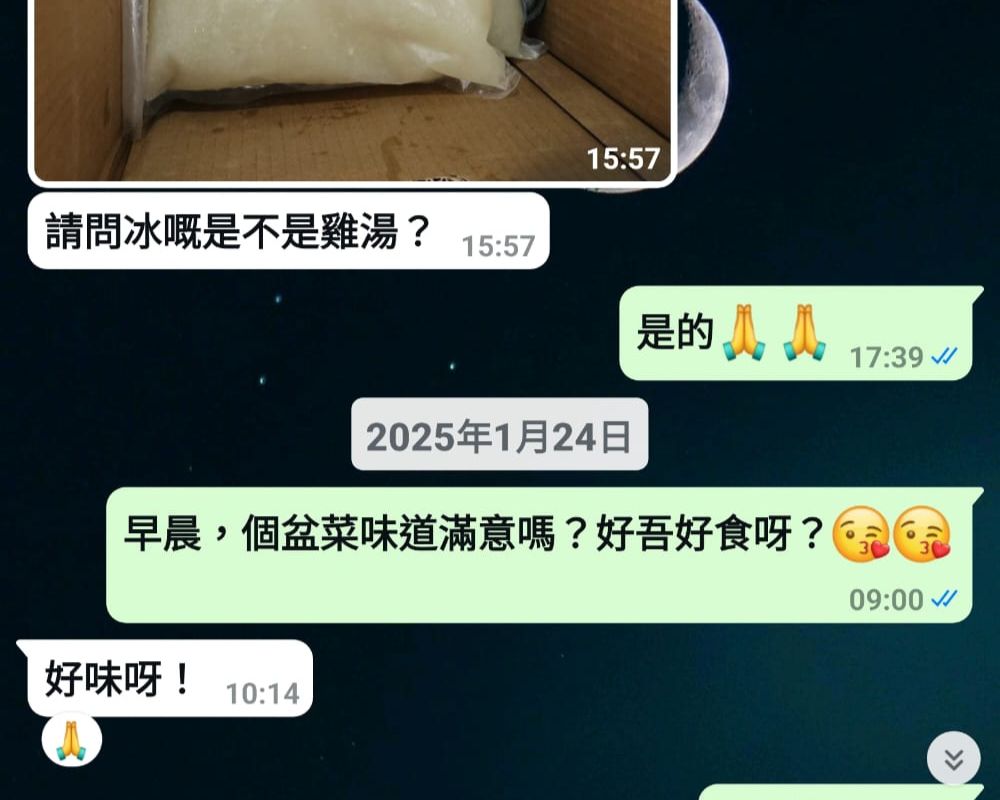 15:57
請問冰嘅是不是雞湯？ 15:57
是的🙏🙏 17:39
2025年1月24日
早晨，個盆菜味道滿意嗎？好吾好食呀？😘😘
09:00
好味呀！ 10:14
🙏